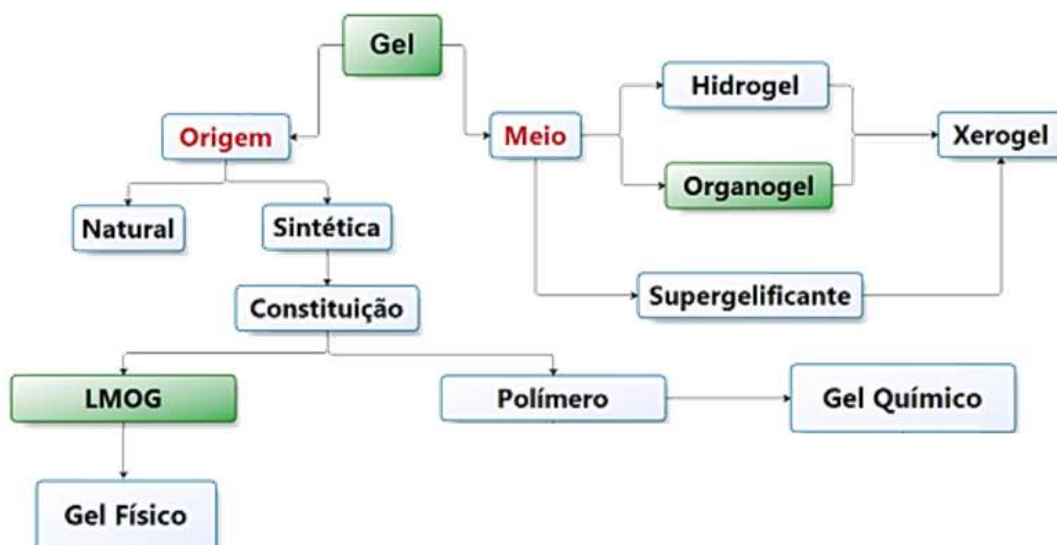 Gel
Hidrogel
Origem
Meio
Xerogel
Organogel
Natural
Sintética
Supergelificante
Constituição
LMOG
Polímero
Gel Químico
Gel Físico